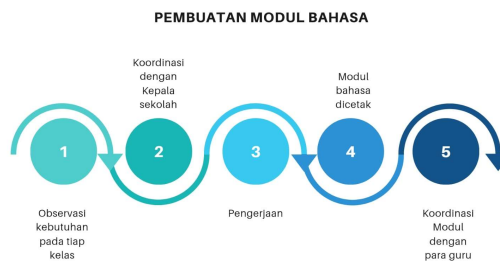 PEMBUATAN MODUL BAHASA
1
Observasi
kebutuhan
pada tiap
kelas
Koordinasi
dengan
Kepala
sekolah
2
3
Pengerjaan
Modul
bahasa
dicetak
4
5
Koordinasi
Modul
dengan
para guru